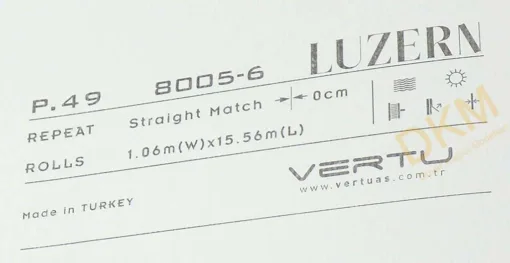 LUZERN
P.49 8005-6
REPEAT Straight Match 0cm
ROLLS 1.06m(W)x15.56m(L)
VERTU
www.vertuas.com.tr
Made in TURKEY
DKM